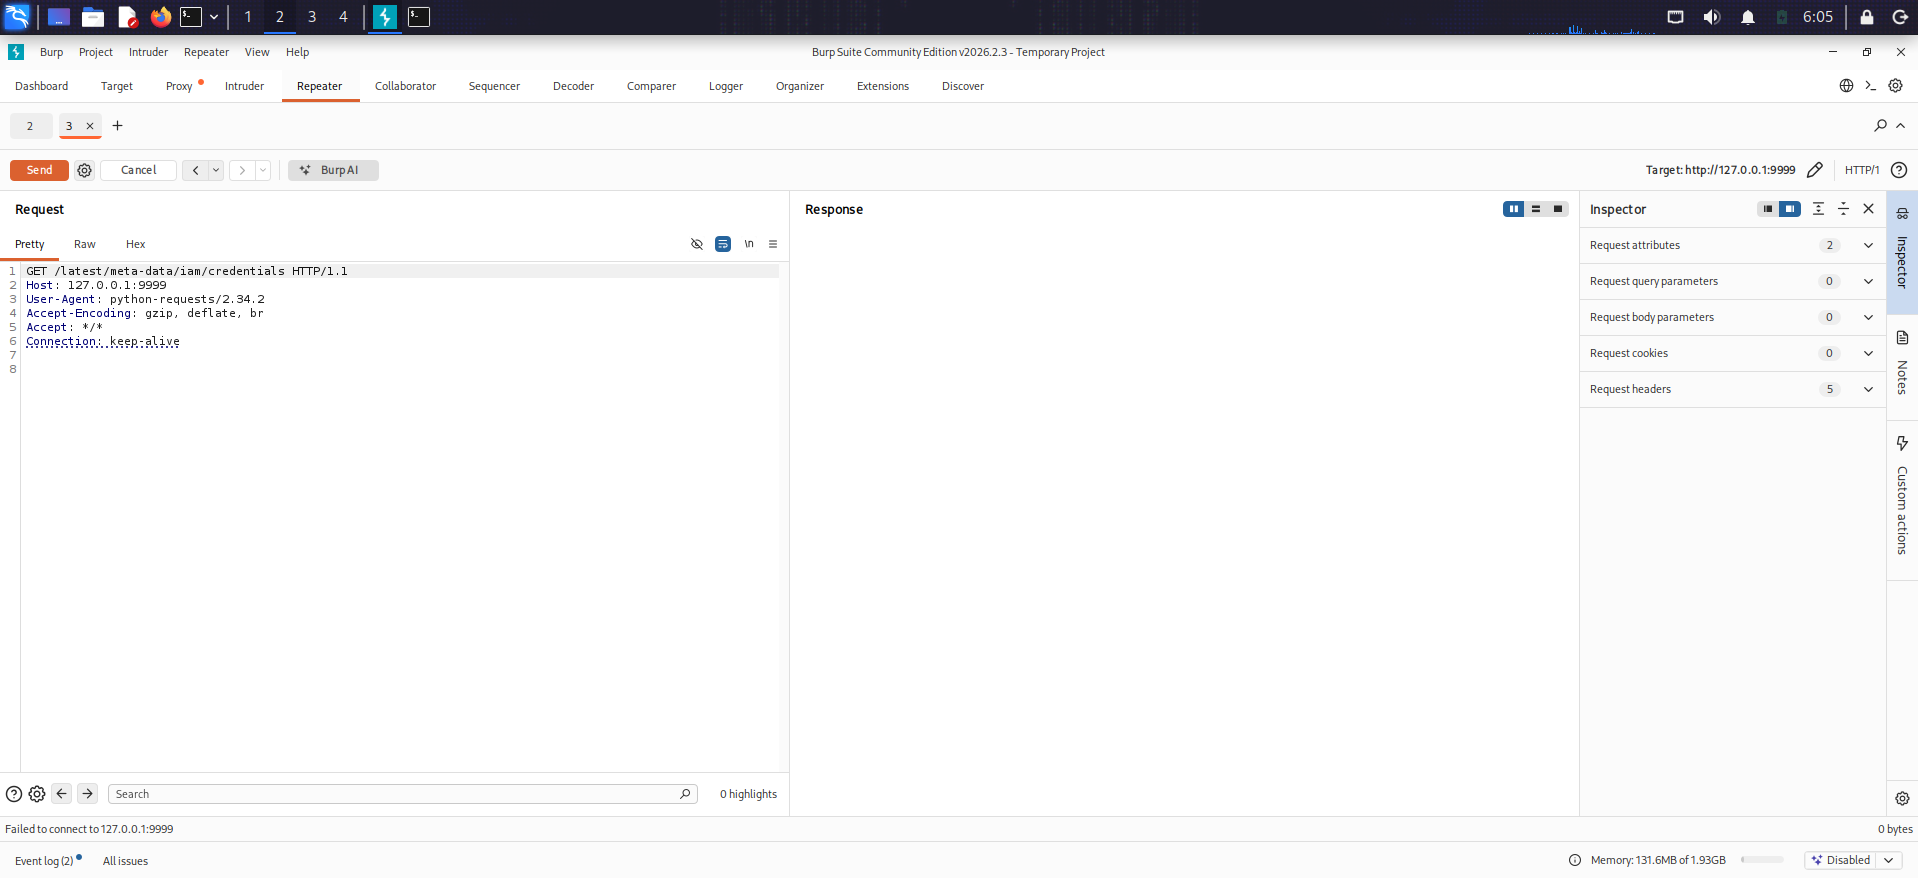 1 2 3 4 6:05
Burp Project Intruder Repeater View Help Burp Suite Community Edition v2026.2.3 - Temporary Project
Dashboard Target Proxy Intruder Repeater Collaborator Sequencer Decoder Comparer Logger Organizer Extensions Discover
2 3 × +
Send Cancel < > Burp AI Target: http://127.0.0.1:9999 HTTP/1
Request
Pretty Raw Hex \n
1 GET /latest/meta-data/iam/credentials HTTP/1.1
2 Host: 127.0.0.1:9999
3 User-Agent: python-requests/2.34.2
4 Accept-Encoding: gzip, deflate, br
5 Accept: */*
6 Connection: keep-alive
7
8
Search 0 highlights
Response
Inspector
Request attributes 2
Request query parameters 0
Request body parameters 0
Request cookies 0
Request headers 5
Inspector
Notes
Custom actions
Failed to connect to 127.0.0.1:9999 0 bytes
Event log (2) All issues Memory: 131.6MB of 1.93GB Disabled